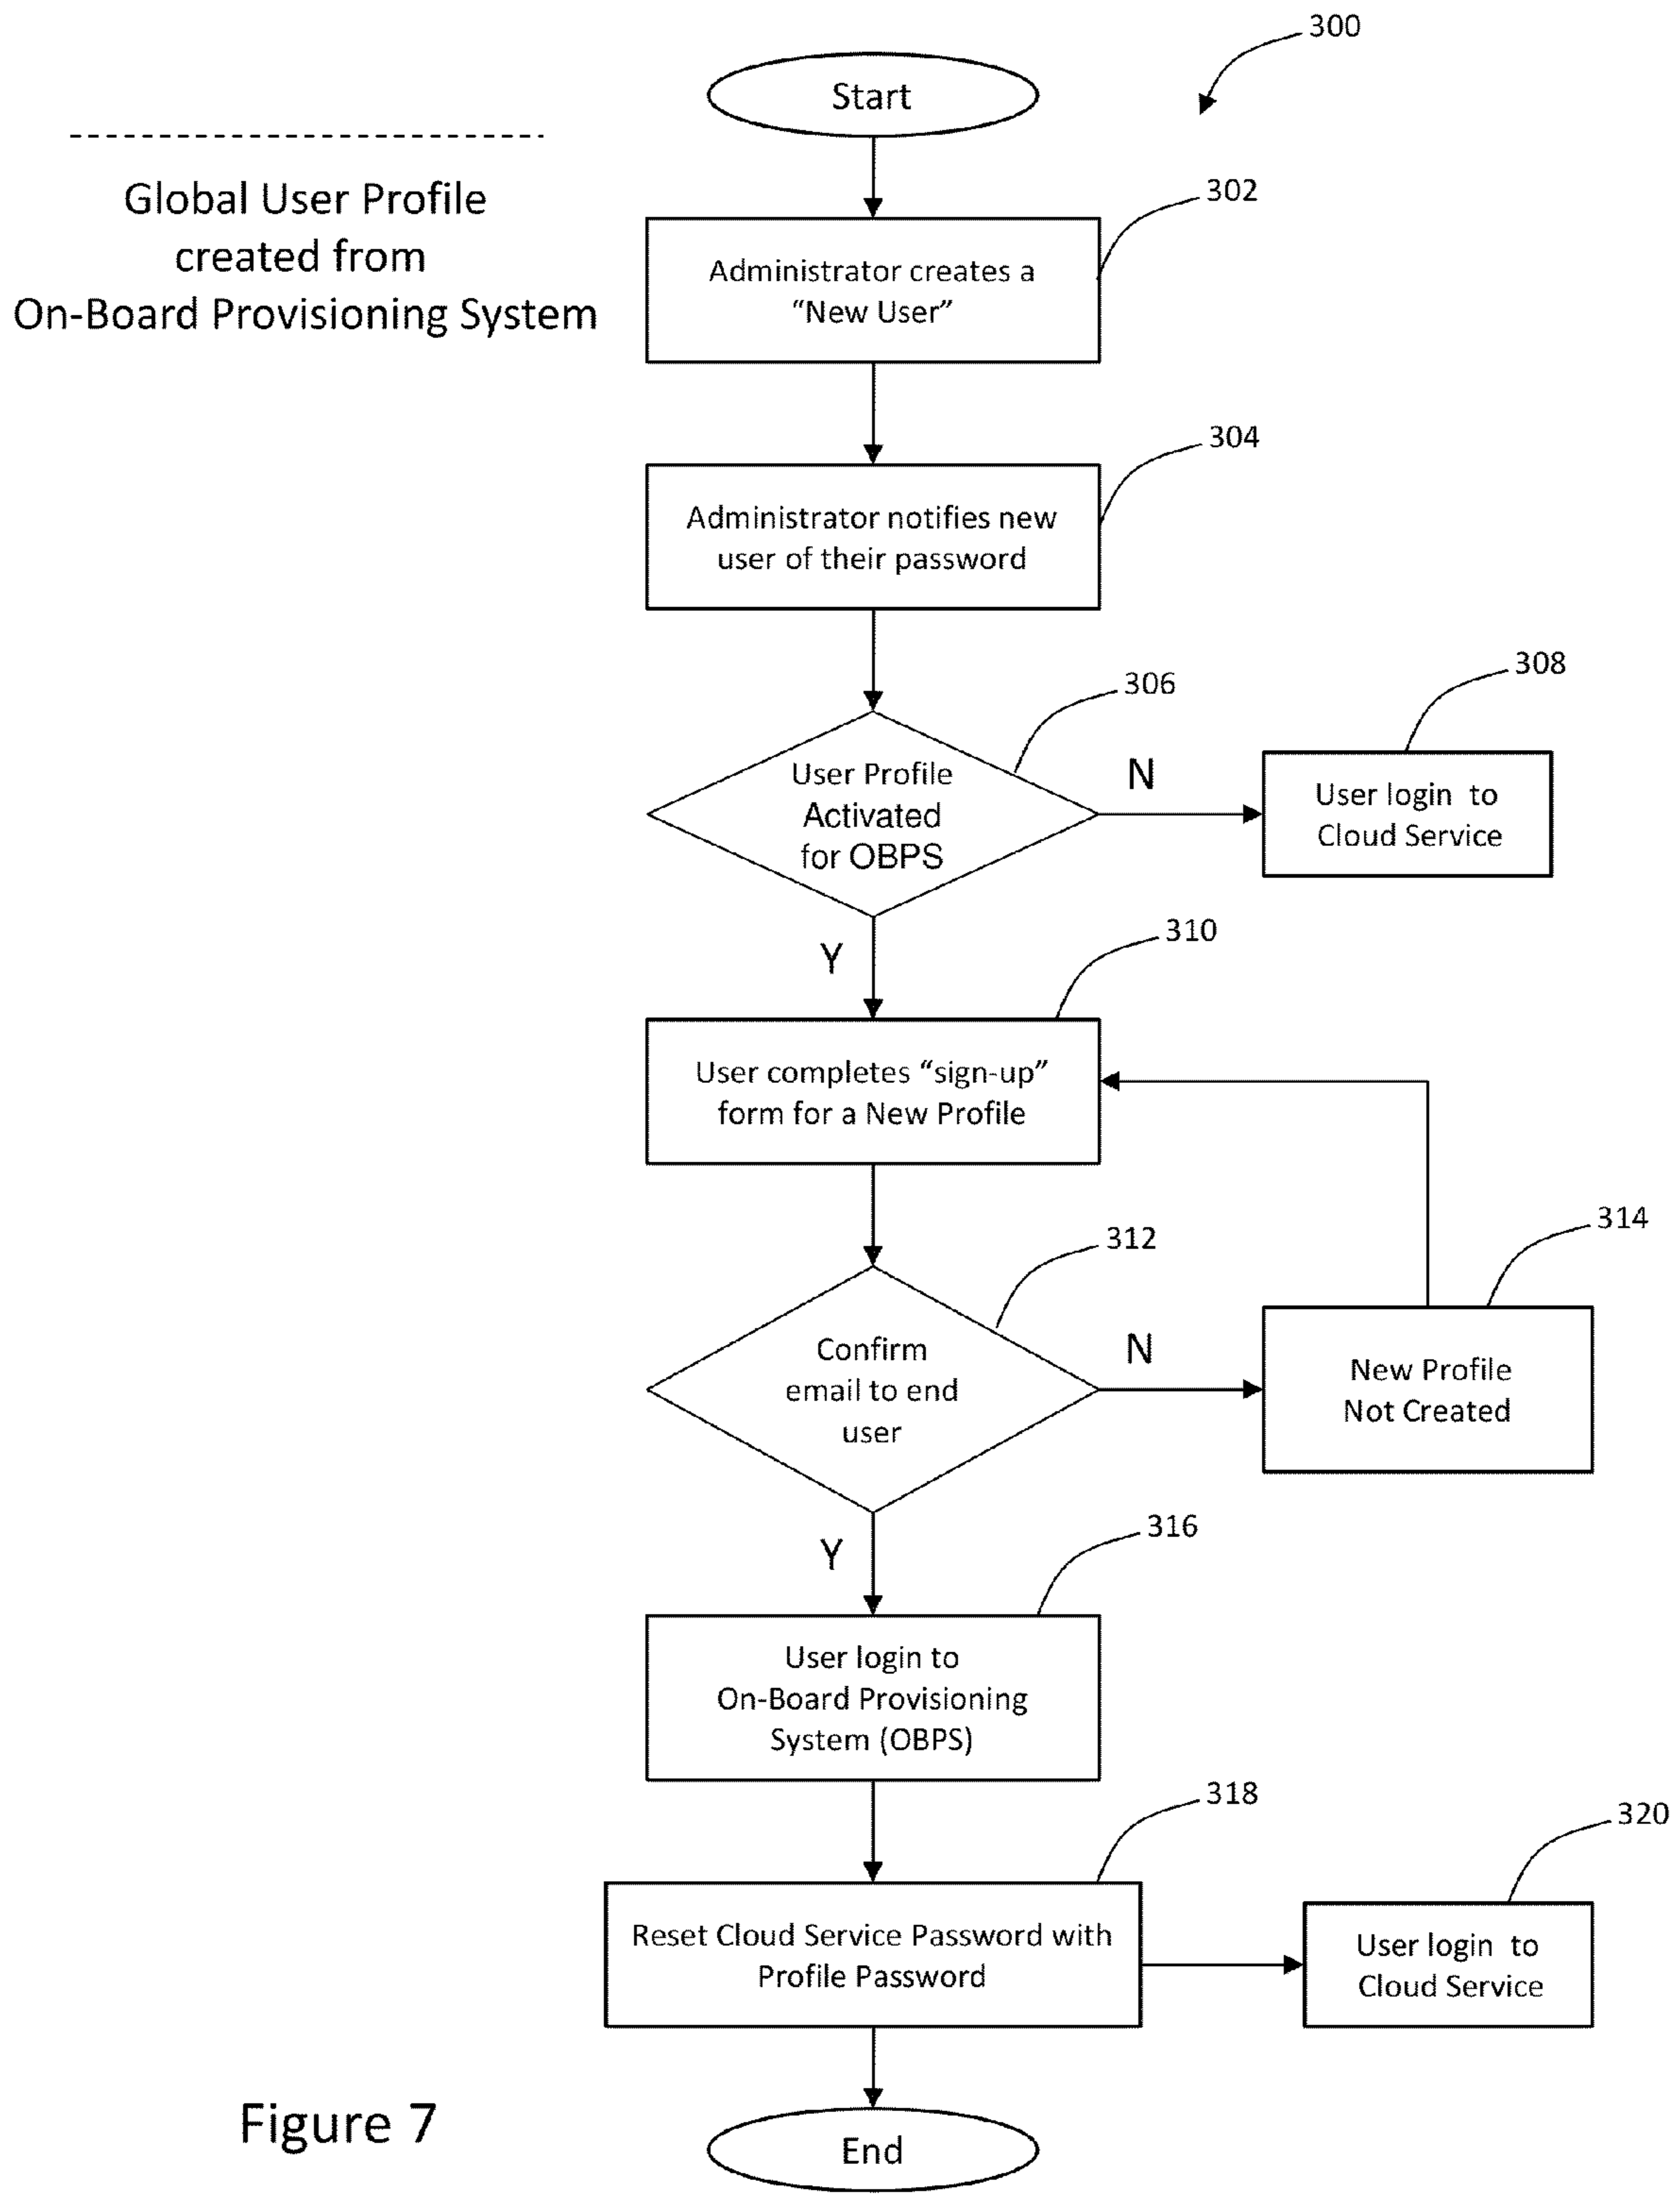 300
Start
Global User Profile
created from
On-Board Provisioning System
302
Administrator creates a
“New User”
304
Administrator notifies new
user of their password
306
308
User Profile
Activated
for OBPS
N
User login to
Cloud Service
Y
310
User completes “sign-up”
form for a New Profile
312
314
Confirm
email to end
user
N
New Profile
Not Created
Y
316
User login to
On-Board Provisioning
System (OBPS)
318
320
Reset Cloud Service Password with
Profile Password
User login to
Cloud Service
Figure 7
End